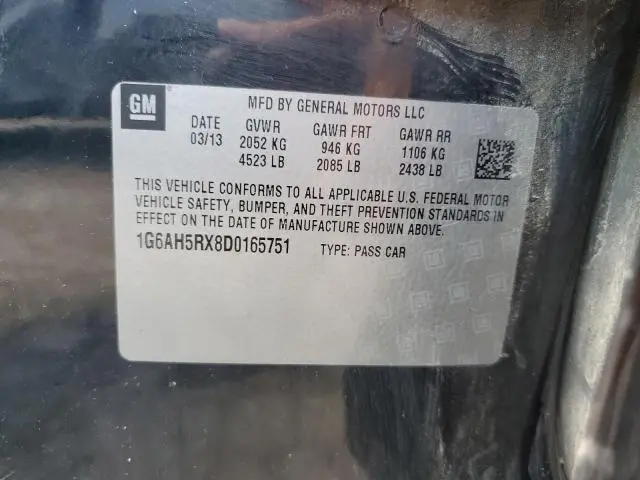 GM
MFD BY GENERAL MOTORS LLC
DATE GVWR GAWR FRT GAWR RR
03/13 2052 KG 946 KG 1106 KG
4523 LB 2085 LB 2438 LB
THIS VEHICLE CONFORMS TO ALL APPLICABLE U.S. FEDERAL MOTOR
VEHICLE SAFETY, BUMPER, AND THEFT PREVENTION STANDARDS IN
EFFECT ON THE DATE OF MANUFACTURE SHOWN ABOVE.
1G6AH5RX8D0165751 TYPE: PASS CAR